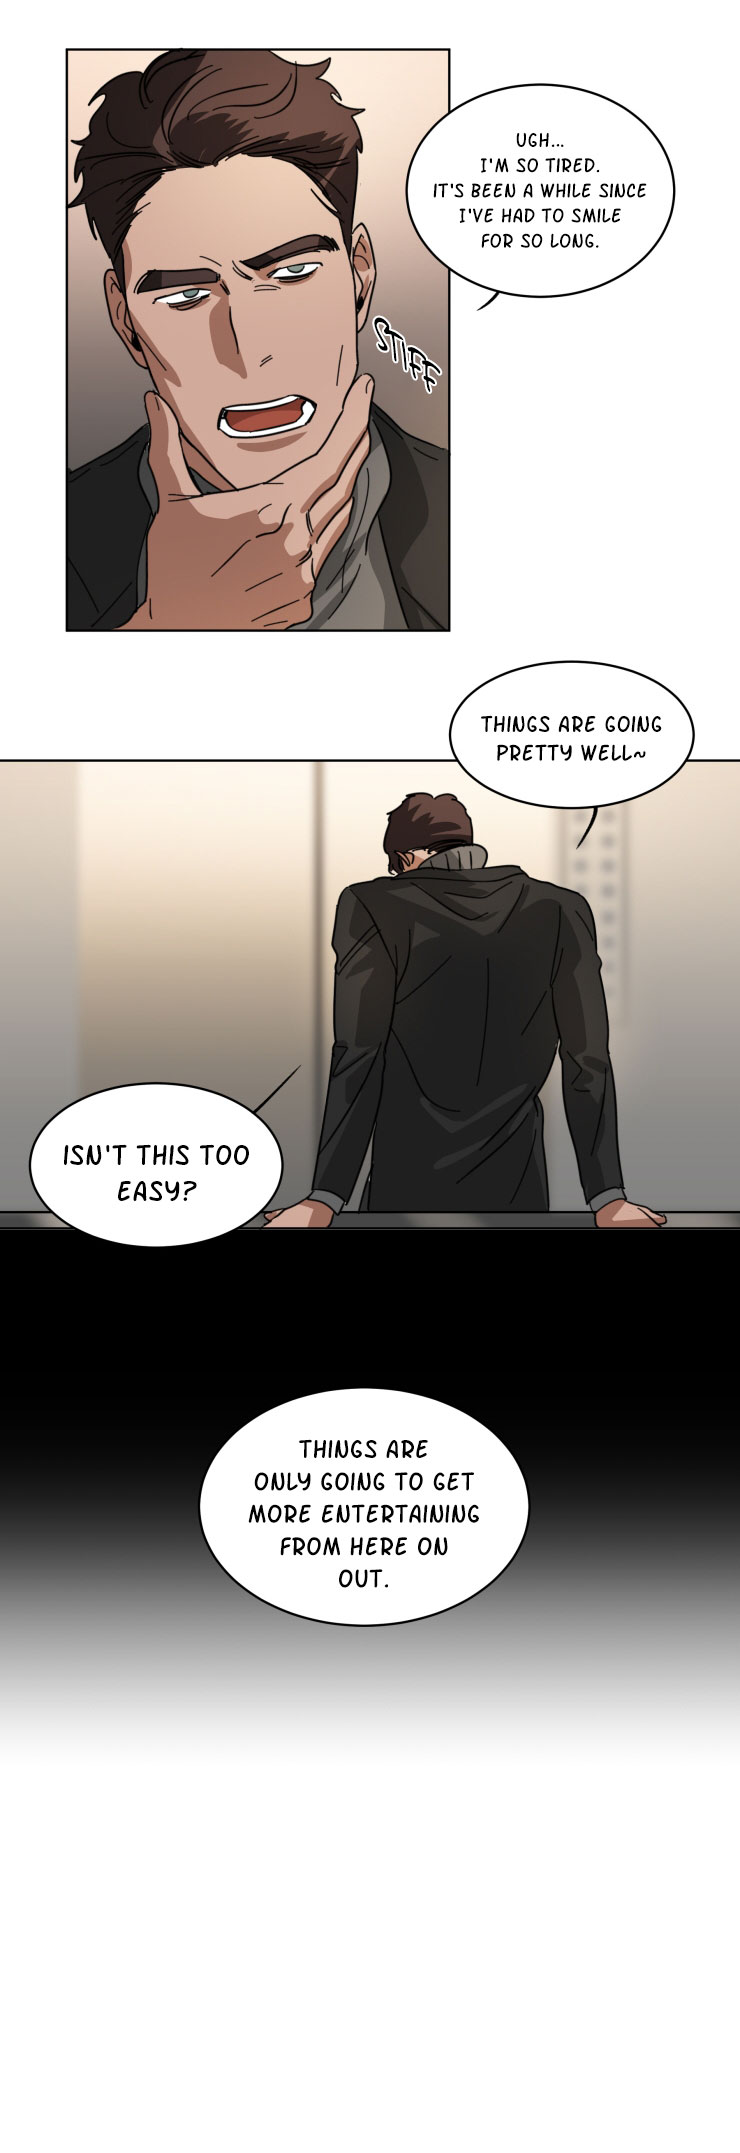 UGH...
I'M SO TIRED.
IT'S BEEN A WHILE SINCE
I'VE HAD TO SMILE
FOR SO LONG.
STIFF
THINGS ARE GOING
PRETTY WELL~
ISN'T THIS TOO
EASY?
THINGS ARE
ONLY GOING TO GET
MORE ENTERTAINING
FROM HERE ON
OUT.